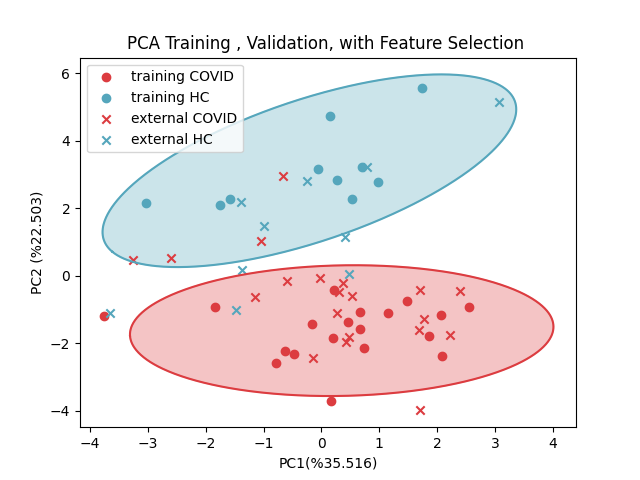 PCA Training , Validation, with Feature Selection
training COVID
training HC
external COVID
external HC
6
4
2
0
−2
−4
PC2 (%22.503)
−4 −3 −2 −1 0 1 2 3 4
PC1(%35.516)